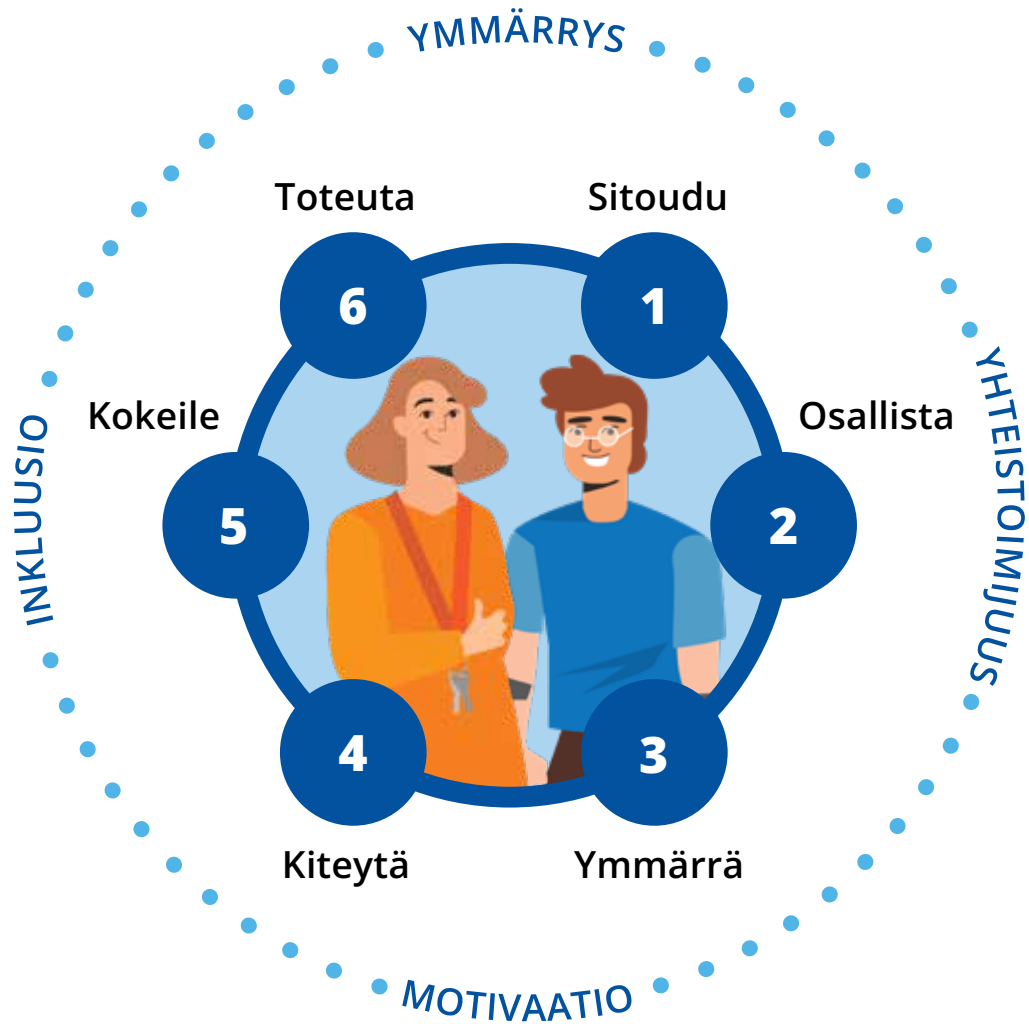 YMMÄRRYS
Toteuta
Sitoudu
6
1
Kokeile
Osallista
INKLUUSIO
YHTEISTOIMIJUUS
5
2
4
3
Kiteytä
Ymmärrä
MOTIVAATIO